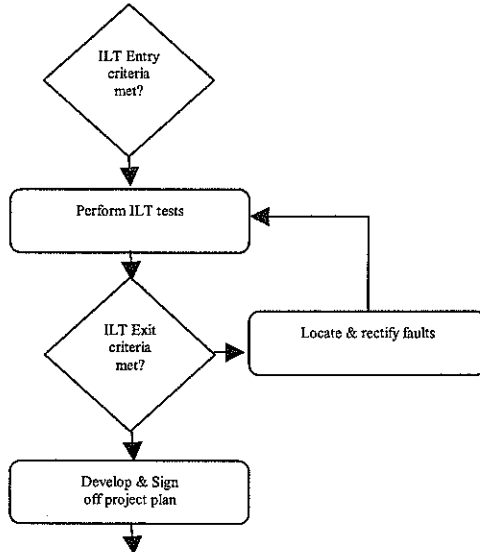 ILT Entry
criteria
met?
Perform ILT tests
ILT Exit
criteria
met?
Locate & rectify faults
Develop & Sign
off project plan